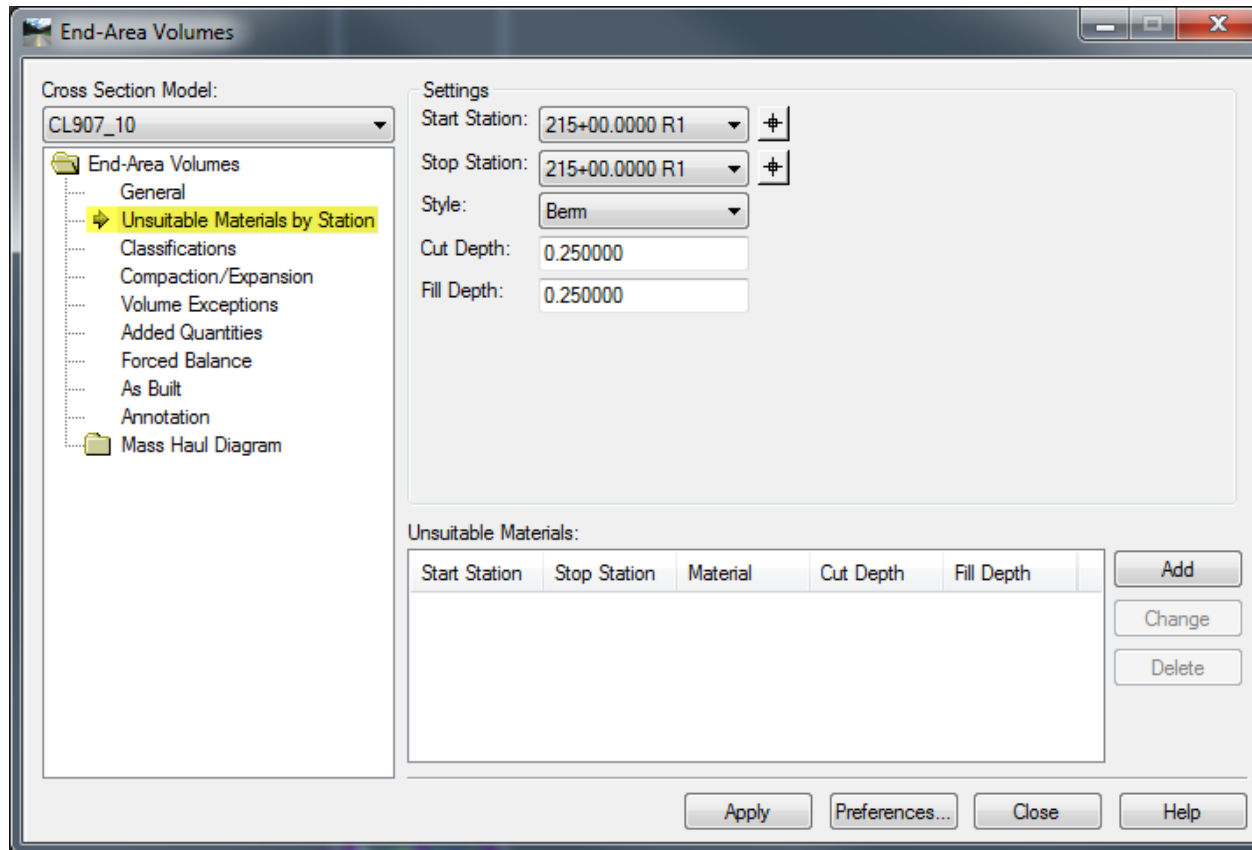 End-Area Volumes
Cross Section Model:
CL907_10
End-Area Volumes
General
Unsuitable Materials by Station
Classifications
Compaction/Expansion
Volume Exceptions
Added Quantities
Forced Balance
As Built
Annotation
Mass Haul Diagram
Settings
Start Station: 215+00.0000 R1
Stop Station: 215+00.0000 R1
Style: Berm
Cut Depth: 0.250000
Fill Depth: 0.250000
Unsuitable Materials:
Start Station Stop Station Material Cut Depth Fill Depth
Add
Change
Delete
Apply Preferences... Close Help